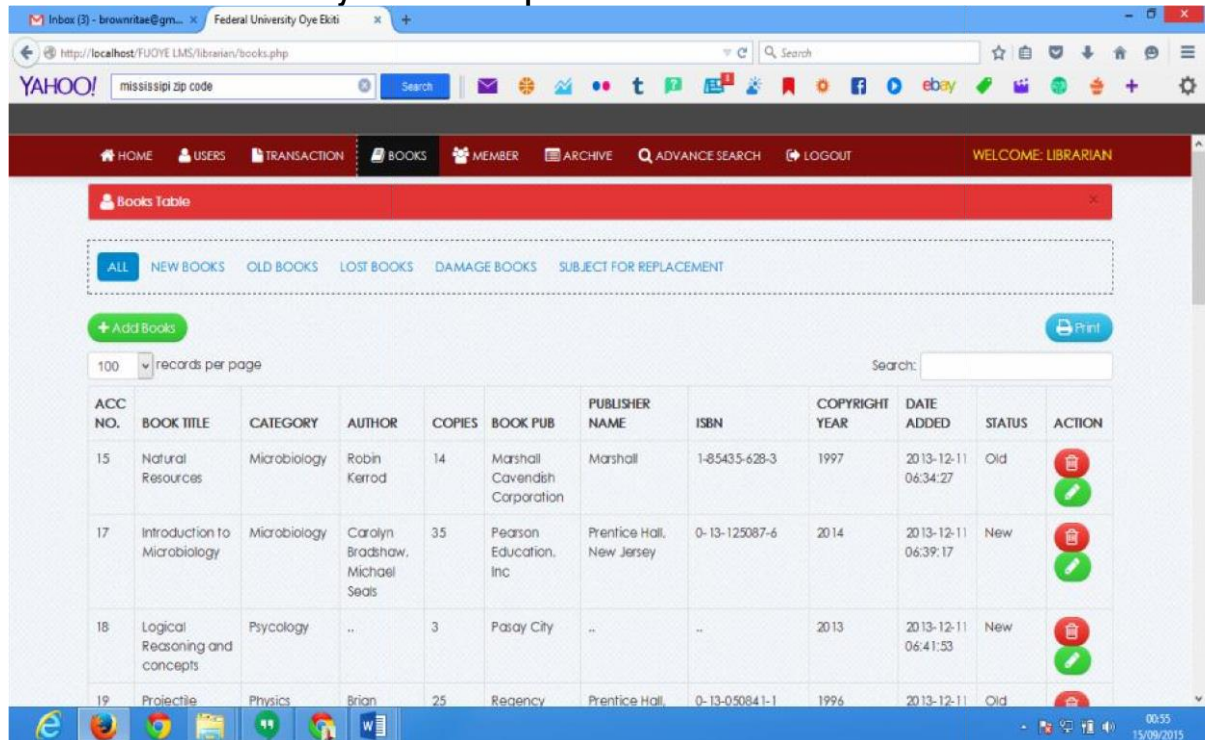 Inbox (3) - brownritae@gm... × Federal University Oye Ekiti × +
http://localhost/FUOYE LMS/librarian/books.php Search
YAHOO! mississipi zip code Search t ebay
HOME USERS TRANSACTION BOOKS MEMBER ARCHIVE ADVANCE SEARCH LOGOUT WELCOME: LIBRARIAN
Books Table ×
ALL NEW BOOKS OLD BOOKS LOST BOOKS DAMAGE BOOKS SUBJECT FOR REPLACEMENT
+ Add Books Print
100 records per page Search:
ACC NO. BOOK TITLE CATEGORY AUTHOR COPIES BOOK PUB PUBLISHER NAME ISBN COPYRIGHT YEAR DATE ADDED STATUS ACTION
15 Natural Resources Microbiology Robin Kerrod 14 Marshall Cavendish Corporation Marshall 1-85435-628-3 1997 2013-12-11 06:34:27 Old
17 Introduction to Microbiology Microbiology Carolyn Bradshaw, Michael Seals 35 Pearson Education, Inc Prentice Hall, New Jersey 0-13-125087-6 2014 2013-12-11 06:39:17 New
18 Logical Reasoning and concepts Psycology .. 3 Pasay City .. .. 2013 2013-12-11 06:41:53 New
19 Projectile Physics Brian 25 Regency Prentice Hall, 0-13-050841-1 1996 2013-12-11 Old
00:55
15/09/2015